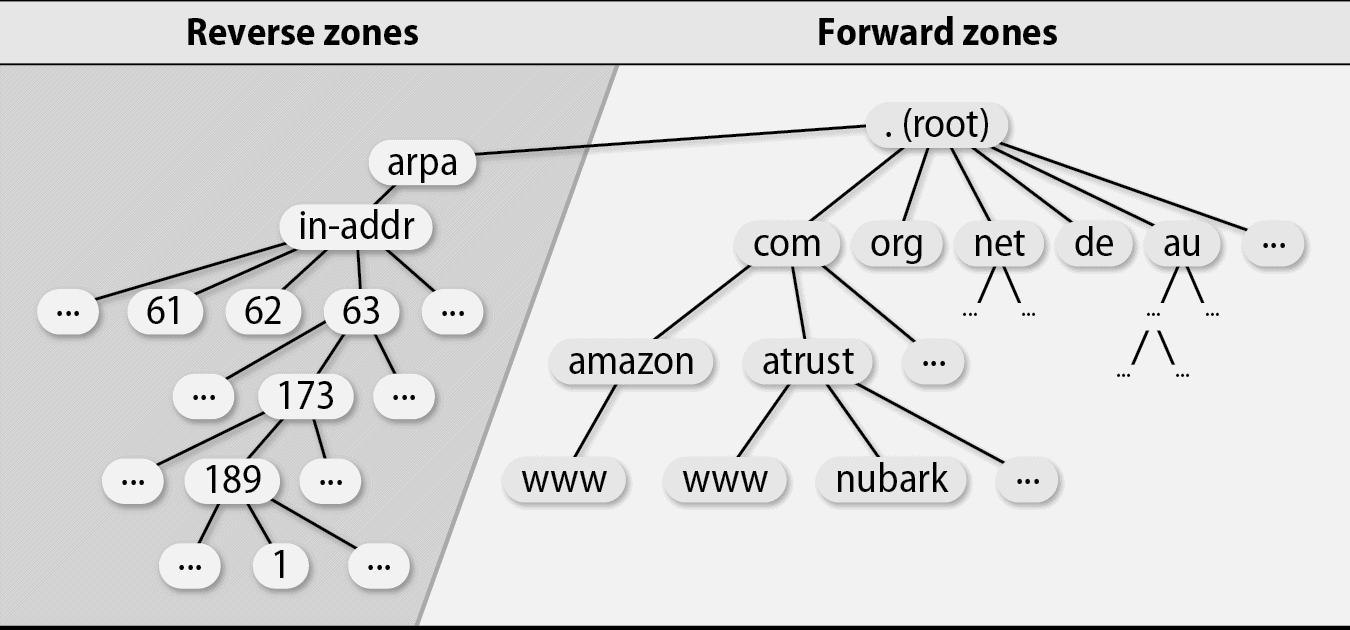 Reverse zones
Forward zones
. (root)
arpa
in-addr
com org net de au ...
... 61 62 63 ...
... ... ... ...
amazon atrust ...
... ...
... 173 ...
... 189 ...
www www nubark ...
... 1 ...